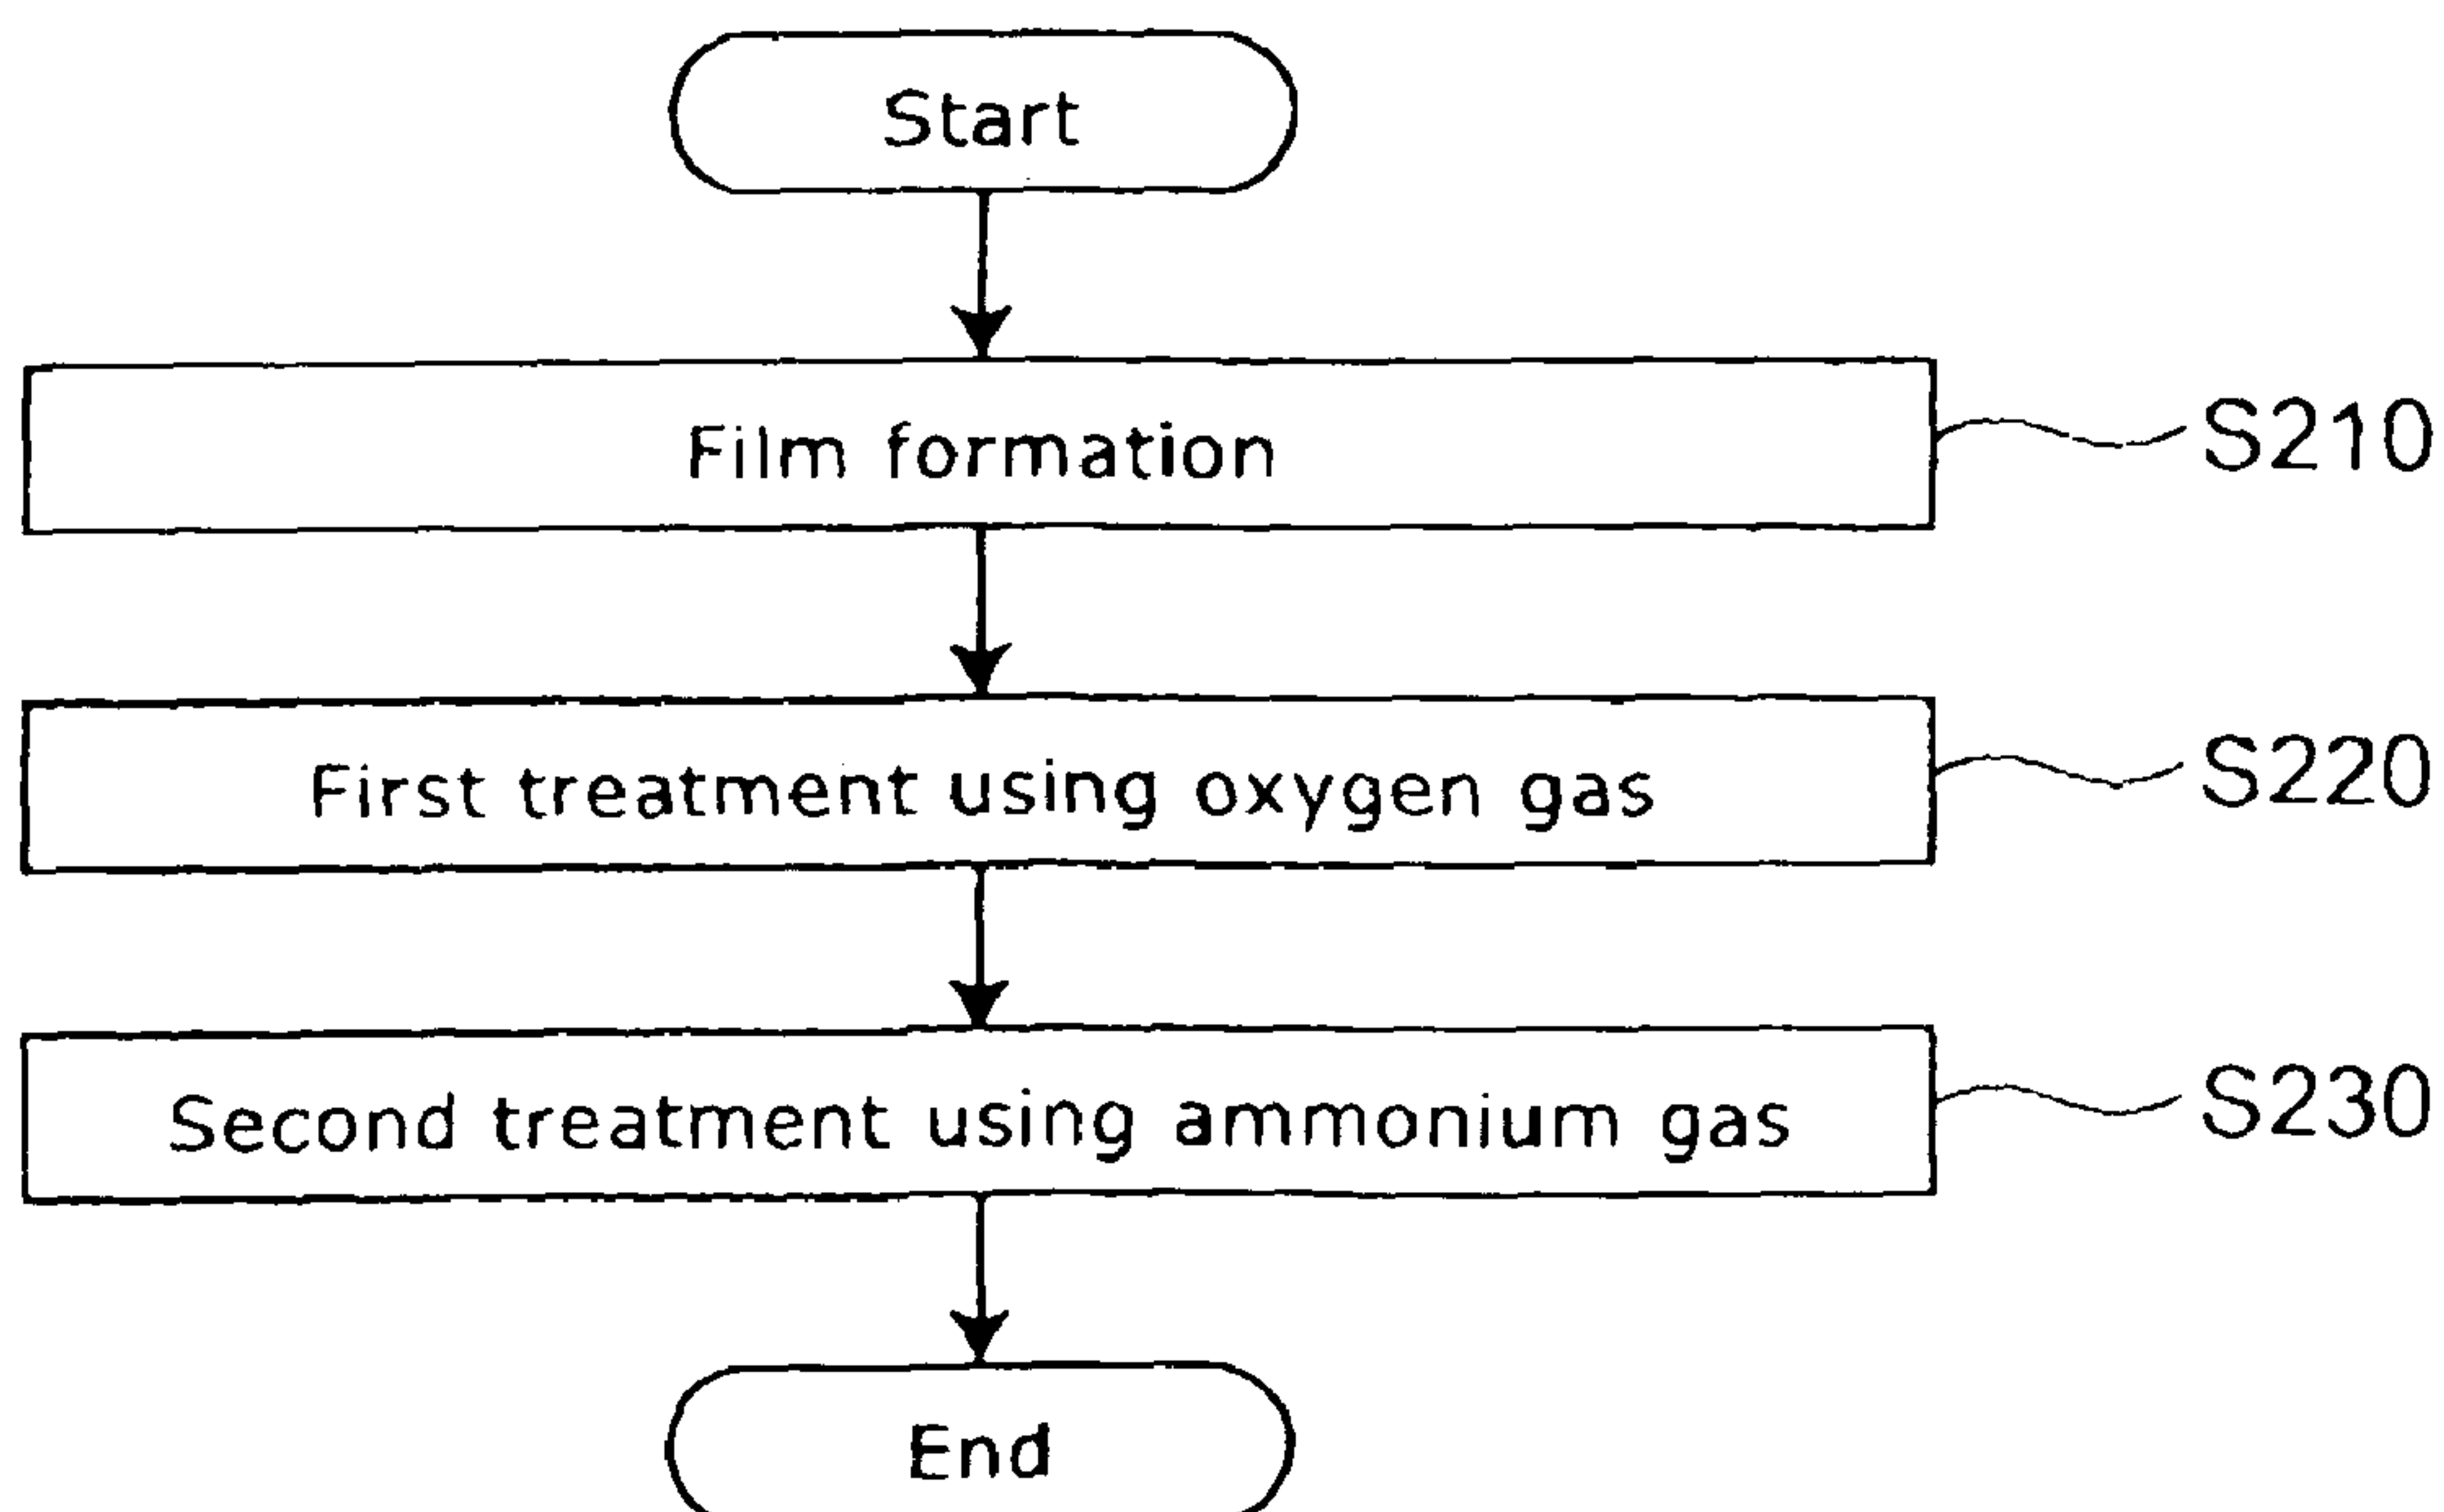 Start
Film formation
S210
First treatment using oxygen gas
S220
Second treatment using ammonium gas
S230
End